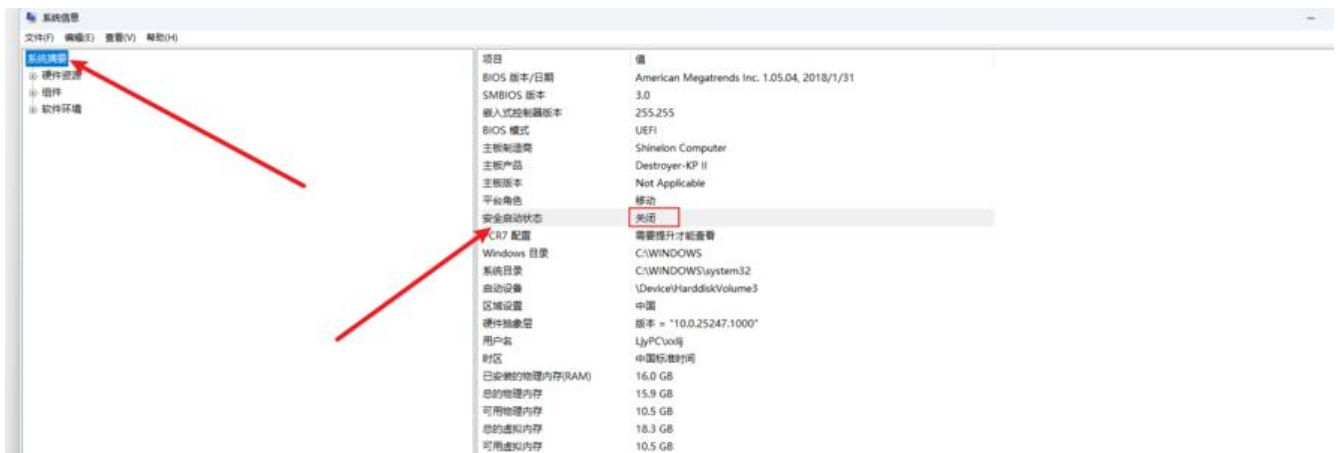 系统信息
文件(F) 编辑(E) 查看(V) 帮助(H)
系统摘要
硬件资源
组件
软件环境
项目 值
BIOS 版本/日期 American Megatrends Inc. 1.05.04, 2018/1/31
SMBIOS 版本 3.0
嵌入式控制器版本 255.255
BIOS 模式 UEFI
主板制造商 Shinelon Computer
主板产品 Destroyer-KP II
主板版本 Not Applicable
平台角色 移动
安全启动状态 关闭
CR7 配置 需要提升才能查看
Windows 目录 C:\WINDOWS
系统目录 C:\WINDOWS\system32
启动设备 \Device\HarddiskVolume3
区域设置 中国
硬件抽象层 版本 = "10.0.25247.1000"
用户名
时区 中国标准时间
已安装的物理内存(RAM) 16.0 GB
总的物理内存 15.9 GB
可用物理内存 10.5 GB
总的虚拟内存 18.3 GB
可用虚拟内存 10.5 GB